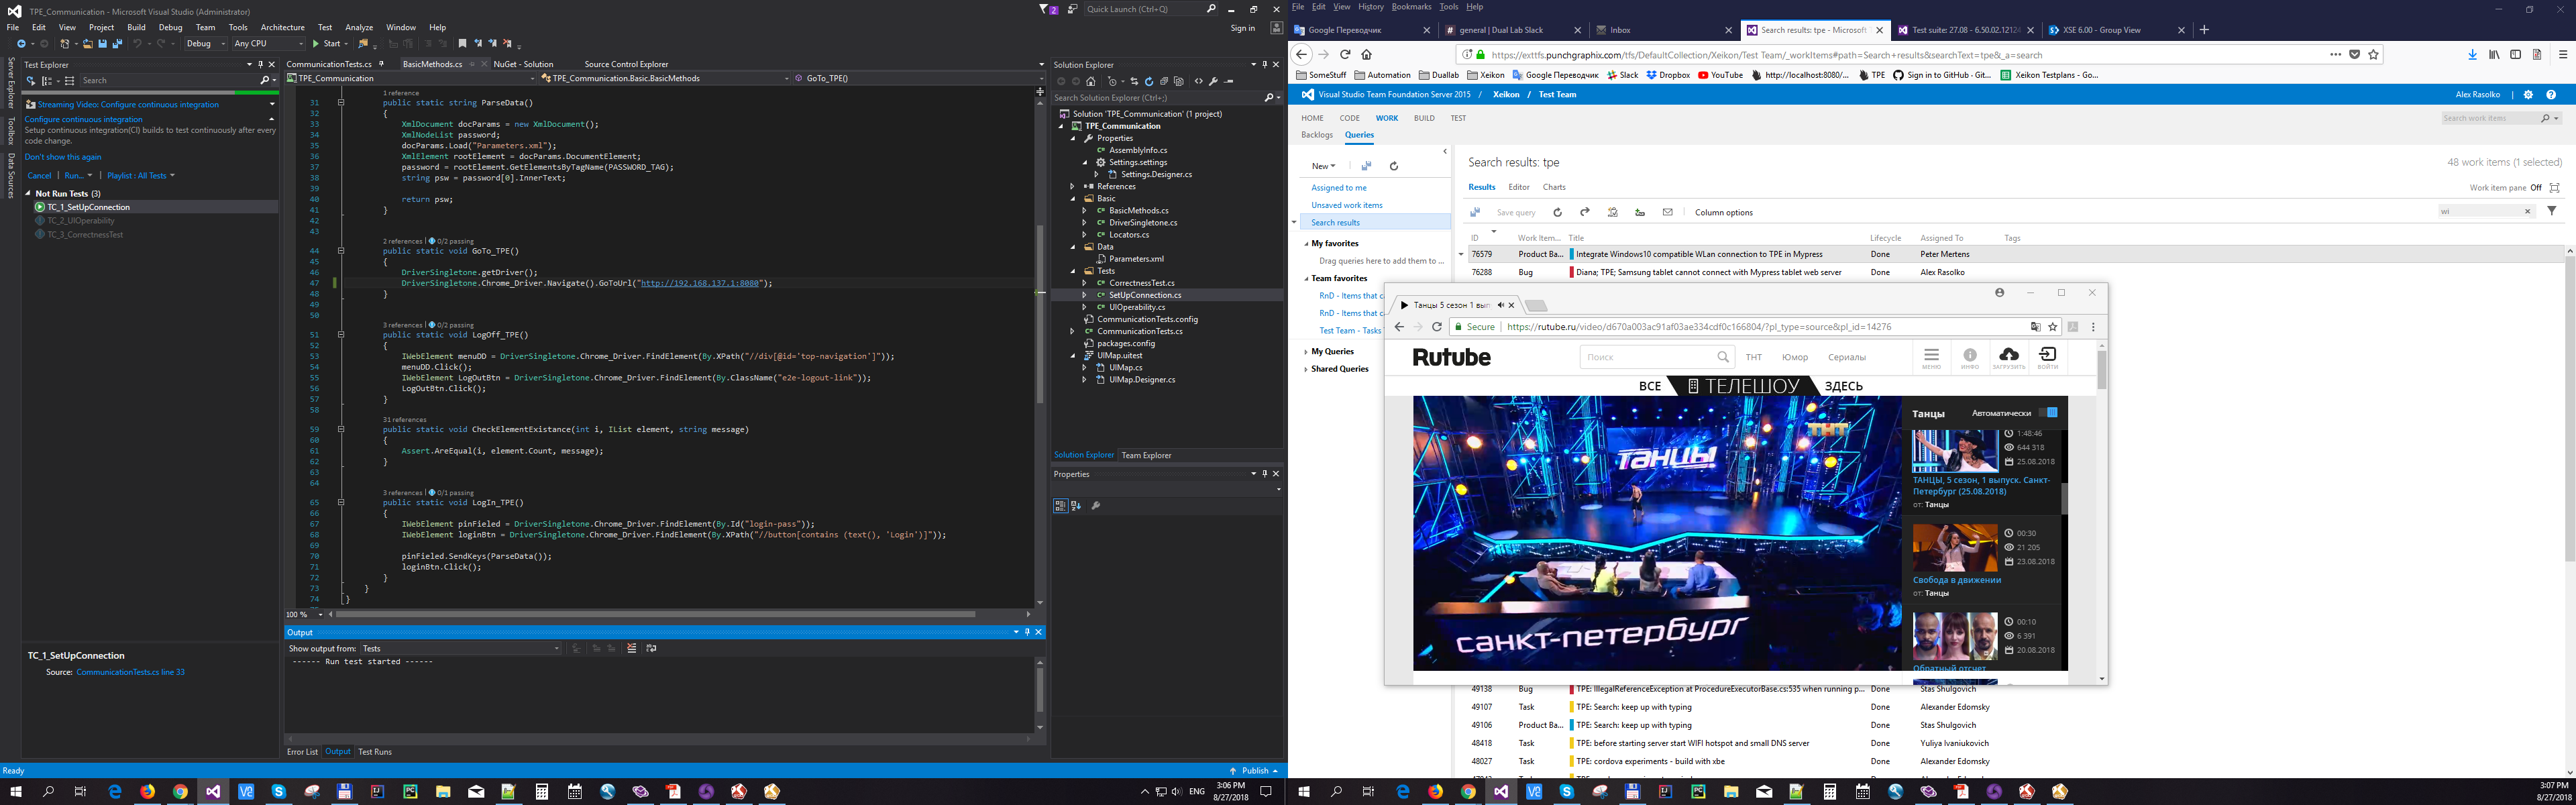 TPE_Communication - Microsoft Visual Studio (Administrator)
2
Quick Launch (Ctrl+Q)
File Edit View Project Build Debug Team Tools Architecture Test Analyze Window Help
Sign in
Debug Any CPU Start
Server Explorer
Toolbox
Data Sources
Test Explorer
Search
Streaming Video: Configure continuous integration
Configure continuous integration
Setup continuous integration(CI) builds to test continuously after every
code change.
Don't show this again
Cancel Run... Playlist : All Tests
Not Run Tests (3)
TC_1_SetUpConnection
TC_2_UIOperability
TC_3_CorrectnessTest
TC_1_SetUpConnection
Source: CommunicationTests.cs line 33
CommunicationTests.cs BasicMethods.cs NuGet - Solution Source Control Explorer
TPE_Communication TPE_Communication.Basic.BasicMethods GoTo_TPE()
1 reference
31 public static string ParseData()
32 {
33 XmlDocument docParams = new XmlDocument();
34 XmlNodeList password;
35 docParams.Load("Parameters.xml");
36 XmlElement rootElement = docParams.DocumentElement;
37 password = rootElement.GetElementsByTagName(PASSWORD_TAG);
38 string psw = password[0].InnerText;
39
40 return psw;
41 }
42
43
2 references | 0/2 passing
44 public static void GoTo_TPE()
45 {
46 DriverSingletone.getDriver();
47 DriverSingletone.Chrome_Driver.Navigate().GoToUrl("http://192.168.137.1:8080");
48 }
49
50
3 references | 0/2 passing
51 public static void LogOff_TPE()
52 {
53 IWebElement menuDD = DriverSingletone.Chrome_Driver.FindElement(By.XPath("//div[@id='top-navigation']"));
54 menuDD.Click();
55 IWebElement LogOutBtn = DriverSingletone.Chrome_Driver.FindElement(By.ClassName("e2e-logout-link"));
56 LogOutBtn.Click();
57 }
58
31 references
59 public static void CheckElementExistance(int i, IList element, string message)
60 {
61 Assert.AreEqual(i, element.Count, message);
62 }
63
64
3 references | 0/1 passing
65 public static void LogIn_TPE()
66 {
67 IWebElement pinFieled = DriverSingletone.Chrome_Driver.FindElement(By.Id("login-pass"));
68 IWebElement loginBtn = DriverSingletone.Chrome_Driver.FindElement(By.XPath("//button[contains (text(), 'Login')]"));
69
70 pinFieled.SendKeys(ParseData());
71 loginBtn.Click();
72 }
73 }
74 }
100 %
Output
Show output from: Tests
------ Run test started ------
Error List Output Test Runs
Solution Explorer
Search Solution Explorer (Ctrl+;)
Solution 'TPE_Communication' (1 project)
TPE_Communication
Properties
AssemblyInfo.cs
Settings.settings
Settings.Designer.cs
References
Basic
BasicMethods.cs
DriverSingletone.cs
Locators.cs
Data
Parameters.xml
Tests
CorrectnessTest.cs
SetUpConnection.cs
UIOperability.cs
CommunicationTests.config
CommunicationTests.cs
packages.config
UIMap.uitest
UIMap.cs
UIMap.Designer.cs
Solution Explorer Team Explorer
Properties
Ready
Publish
ENG
3:06 PM
8/27/2018
File Edit View History Bookmarks Tools Help
Google Переводчик
general | Dual Lab Slack
Inbox
Search results: tpe - Microsoft
Test suite: 27.08 - 6.50.02.12124
XSE 6.00 - Group View
https://exttfs.punchgraphix.com/tfs/DefaultCollection/Xeikon/Test Team/_workItems#path=Search+results&searchText=tpe&_a=search
SomeStuff Automation Duallab Xeikon Google Переводчик Slack Dropbox YouTube http://localhost:8080/... TPE Sign in to GitHub · Git... Xeikon Testplans - Go...
Visual Studio Team Foundation Server 2015 / Xeikon / Test Team
Alex Rasolko
HOME CODE WORK BUILD TEST
Search work items
Backlogs Queries
New
Assigned to me
Unsaved work items
Search results
My favorites
Drag queries here to add them to ...
Team favorites
RnD - Items that c
RnD - Items that c
Test Team - Tasks
My Queries
Shared Queries
Search results: tpe
48 work items (1 selected)
Results Editor Charts
Work item pane Off
Save query Column options
wi
ID Work Item... Title Lifecycle Assigned To Tags
76579 Product Ba... Integrate Windows10 compatible WLan connection to TPE in Mypress Done Peter Mertens
76288 Bug Diana; TPE; Samsung tablet cannot connect with Mypress tablet web server Done Alex Rasolko
Танцы 5 сезон 1 вып
Secure https://rutube.ru/video/d670a003ac91af03ae334cdf0c166804/?pl_type=source&pl_id=14276
Rutube
Поиск
ТНТ Юмор Сериалы
МЕНЮ ИНФО ЗАГРУЗИТЬ ВОЙТИ
ВСЕ ТЕЛЕШОУ ЗДЕСЬ
ТНТ
ТАНЦЫ
САНКТ-ПЕТЕРБУРГ
Танцы Автоматически
1:48:46
644 318
25.08.2018
ТАНЦЫ, 5 сезон, 1 выпуск. Санкт-
Петербург (25.08.2018)
от: Танцы
00:30
21 205
23.08.2018
Свобода в движении
от: Танцы
00:10
6 391
20.08.2018
Обратный отсчет
49138 Bug TPE: IllegalReferenceException at ProcedureExecutorBase.cs:535 when running p... Done Stas Shulgovich
49107 Task TPE: Search: keep up with typing Done Alexander Edomsky
49106 Product Ba... TPE: Search: keep up with typing Done Stas Shulgovich
48418 Task TPE: before starting server start WIFI hotspot and small DNS server Done Yuliya Ivaniukovich
48027 Task TPE: cordova experiments - build with xbe Done Alexander Edomsky
3:07 PM
8/27/2018